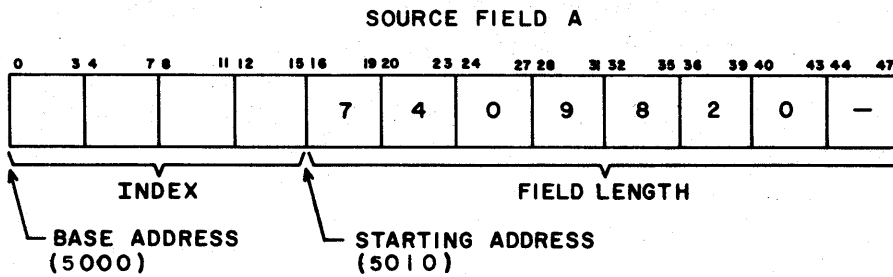 SOURCE FIELD A
0 3 4 7 8 11 12 15 16 19 20 23 24 27 28 31 32 35 36 39 40 43 44 47
7 4 0 9 8 2 0 –
INDEX FIELD LENGTH
BASE ADDRESS STARTING ADDRESS
(5000) (5010)